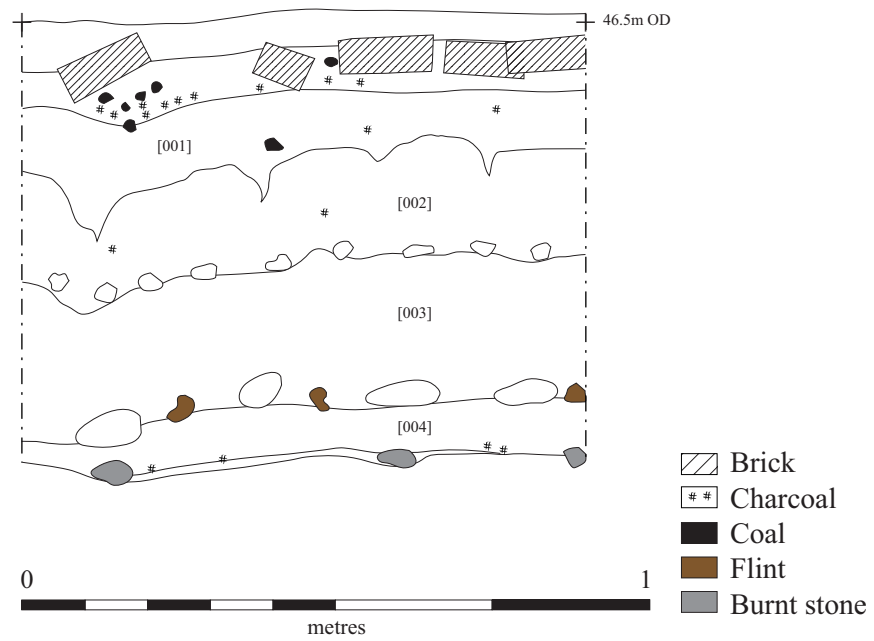 46.5m OD
[001]
[002]
[003]
[004]
Brick
Charcoal
Coal
Flint
Burnt stone
0 1
metres